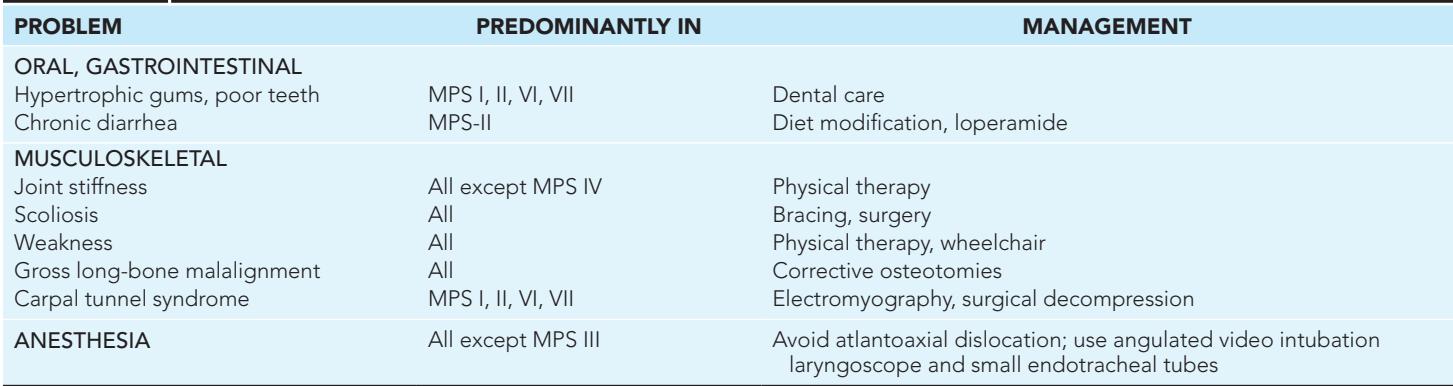 PROBLEM PREDOMINANTLY IN MANAGEMENT
ORAL, GASTROINTESTINAL
Hypertrophic gums, poor teeth MPS I, II, VI, VII Dental care
Chronic diarrhea MPS-II Diet modification, loperamide
MUSCULOSKELETAL
Joint stiffness All except MPS IV Physical therapy
Scoliosis All Bracing, surgery
Weakness All Physical therapy, wheelchair
Gross long-bone malalignment All Corrective osteotomies
Carpal tunnel syndrome MPS I, II, VI, VII Electromyography, surgical decompression
ANESTHESIA All except MPS III Avoid atlantoaxial dislocation; use angulated video intubation
laryngoscope and small endotracheal tubes